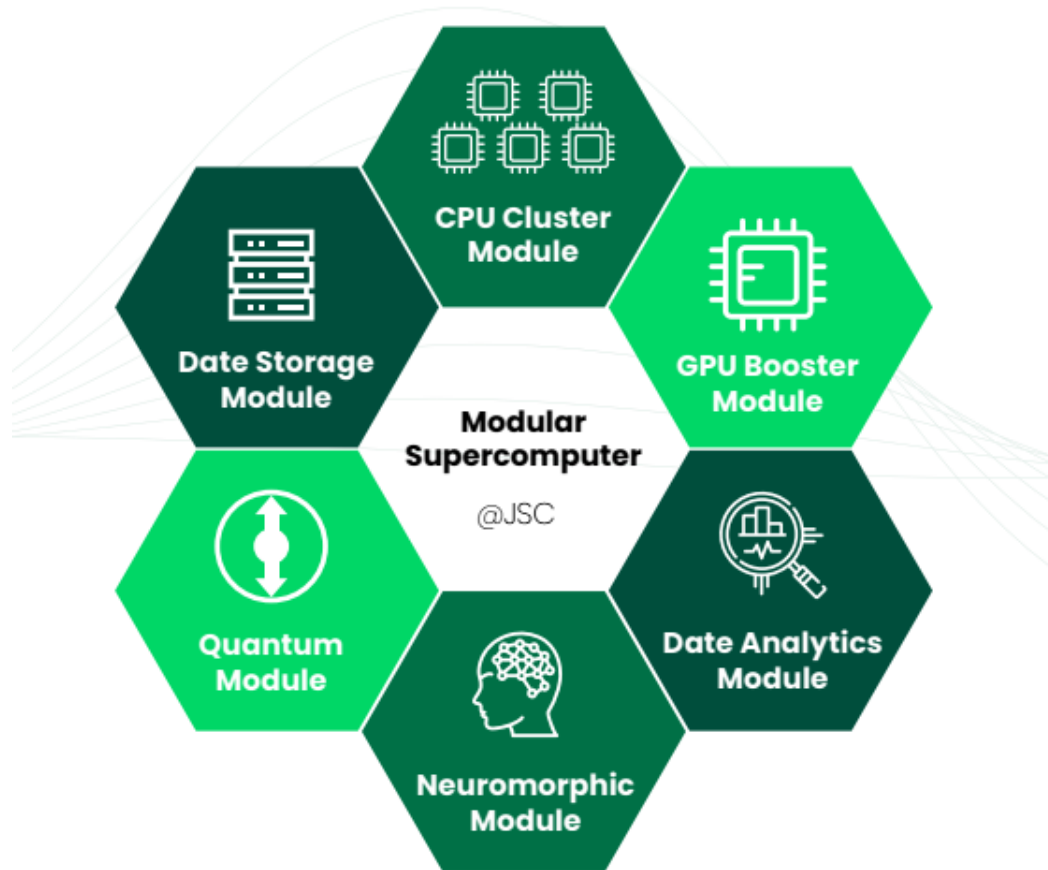 CPU Cluster
Module
GPU Booster
Module
Date Storage
Module
Modular
Supercomputer
@JSC
Date Analytics
Module
Quantum
Module
Neuromorphic
Module